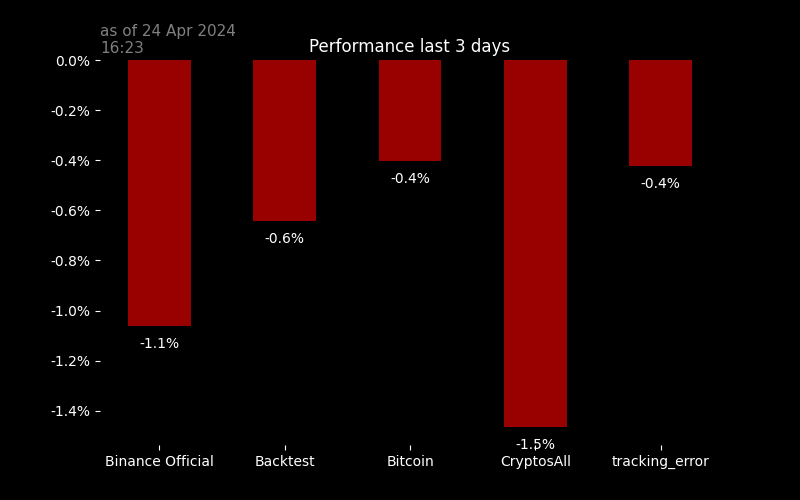 as of 24 Apr 2024
16:23
Performance last 3 days
0.0%
-0.2%
-0.4%
-0.6%
-0.8%
-1.0%
-1.2%
-1.4%
-1.1%
-0.6%
-0.4%
-1.5%
-0.4%
Binance Official
Backtest
Bitcoin
CryptosAll
tracking_error